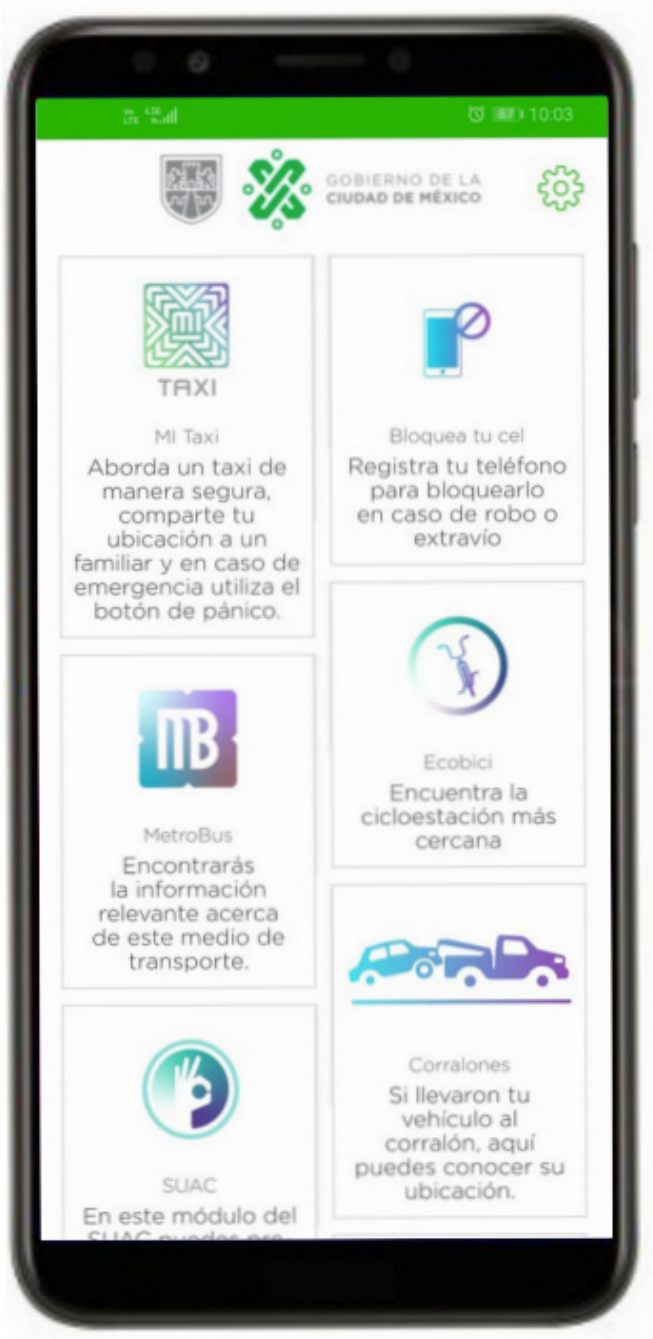 10:03
GOBIERNO DE LA
CIUDAD DE MÉXICO
TAXI
MI Taxi
Aborda un taxi de
manera segura,
comparte tu
ubicación a un
familiar y en caso de
emergencia utiliza el
botón de pánico.
Bloquea tu cel
Registra tu teléfono
para bloquearlo
en caso de robo o
extravío
MB
MetroBus
Encontrarás
la información
relevante acerca
de este medio de
transporte.
Ecobici
Encuentra la
cicloestación más
cercana
SUAC
En este módulo del
SUAC puedes pre-
Corralones
Si llevaron tu
vehículo al
corralón, aquí
puedes conocer su
ubicación.